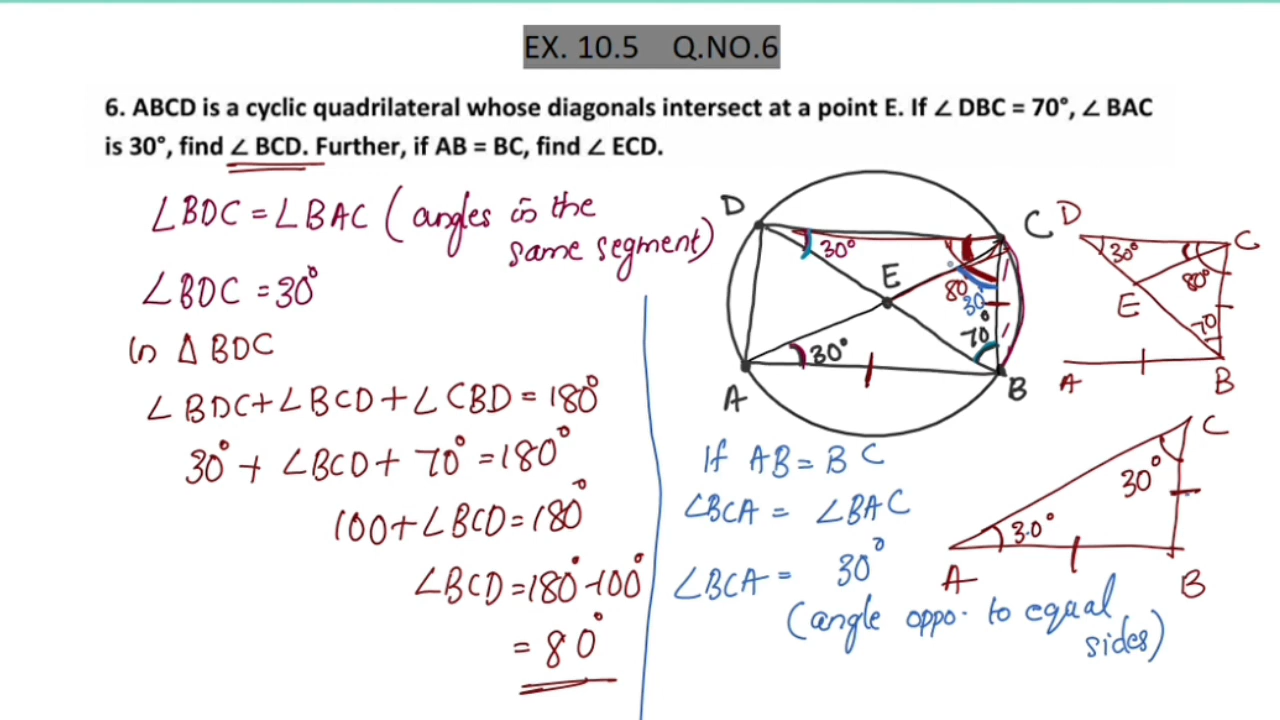 EX. 10.5 Q.NO.6
6. ABCD is a cyclic quadrilateral whose diagonals intersect at a point E. If ∠ DBC = 70°, ∠ BAC
is 30°, find ∠ BCD. Further, if AB = BC, find ∠ ECD.
∠BDC = ∠BAC (angles in the
same segment)
∠BDC = 30°
In Δ BDC
∠BDC + ∠BCD + ∠CBD = 180°
30° + ∠BCD + 70° = 180°
100 + ∠BCD = 180°
∠BCD = 180° - 100°
= 80°
D
C
30°
E
80
30°
70°
30°
A
B
D
C
30°
80°
E
70
A
B
If AB = BC
∠BCA = ∠BAC
∠BCA = 30°
(angle oppo. to equal
sides)
C
30°
3.0°
A
B